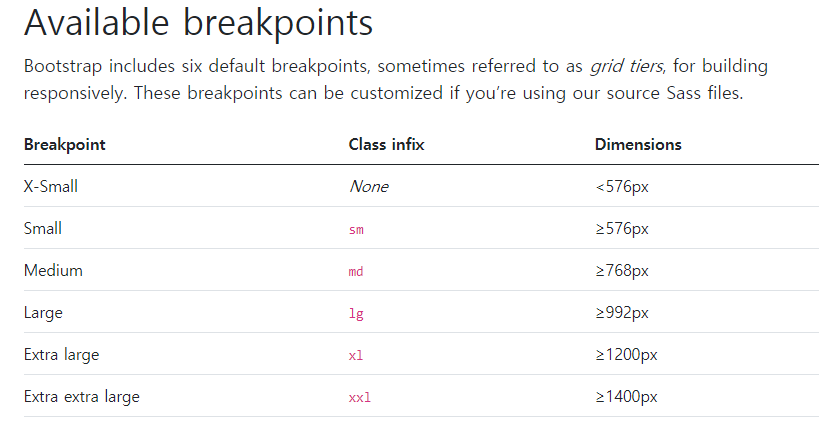 Available breakpoints
Bootstrap includes six default breakpoints, sometimes referred to as grid tiers, for building
responsively. These breakpoints can be customized if you’re using our source Sass files.
Breakpoint Class infix Dimensions
X-Small None <576px
Small sm ≥576px
Medium md ≥768px
Large lg ≥992px
Extra large xl ≥1200px
Extra extra large xxl ≥1400px